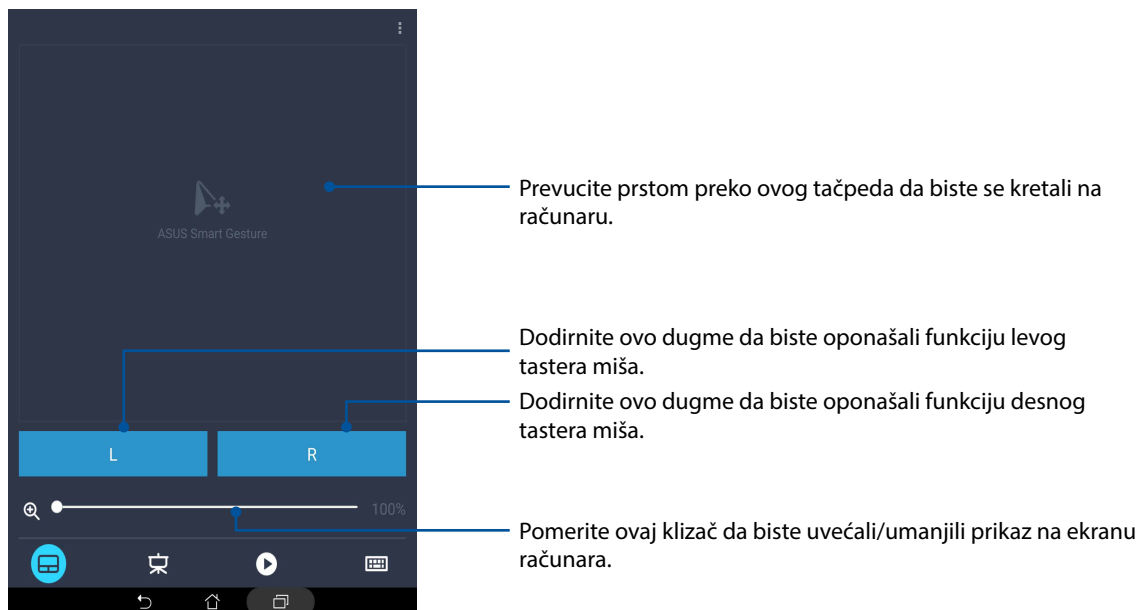 Prevucite prstom preko ovog tačpeda da biste se kretali na
računaru.
ASUS Smart Gesture
Dodirnite ovo dugme da biste oponašali funkciju levog
tastera miša.
Dodirnite ovo dugme da biste oponašali funkciju desnog
tastera miša.
L
R
100%
Pomerite ovaj klizač da biste uvećali/umanjili prikaz na ekranu
računara.